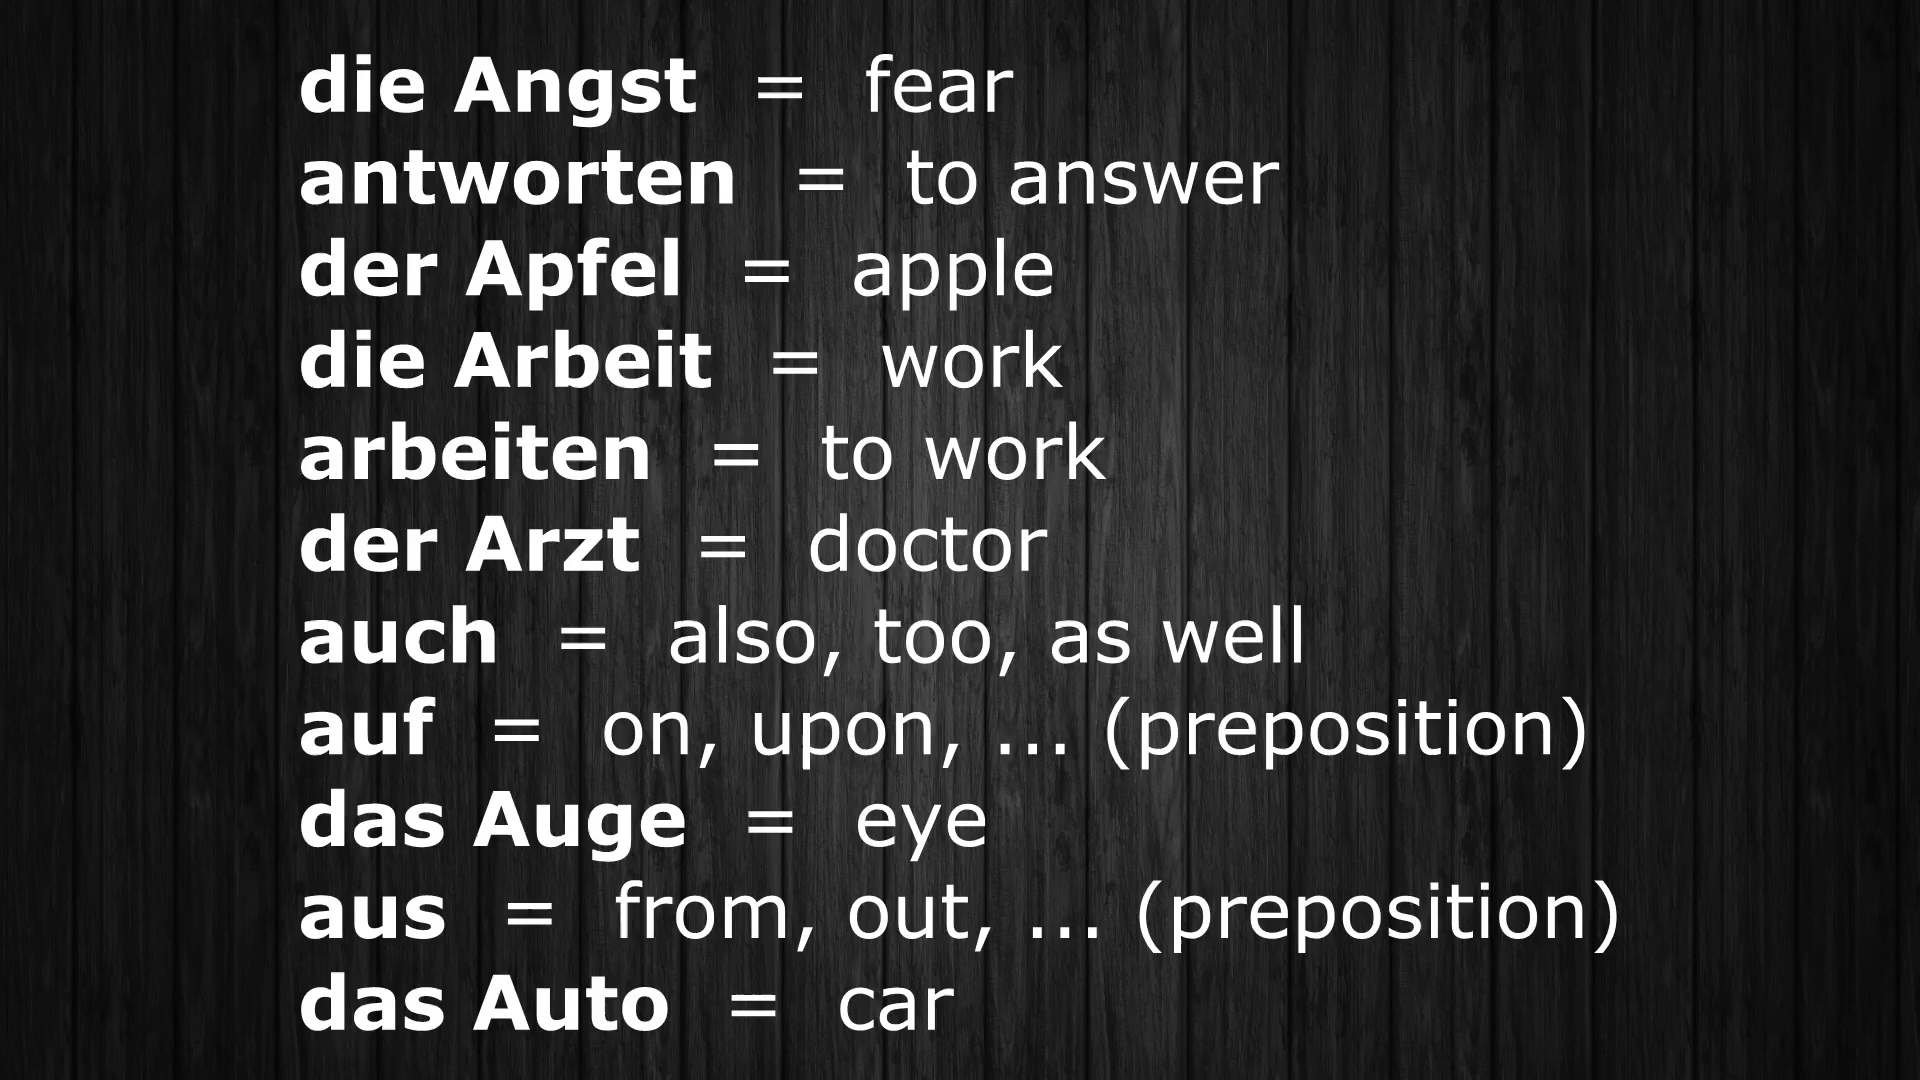 die Angst = fear
antworten = to answer
der Apfel = apple
die Arbeit = work
arbeiten = to work
der Arzt = doctor
auch = also, too, as well
auf = on, upon, ... (preposition)
das Auge = eye
aus = from, out, ... (preposition)
das Auto = car